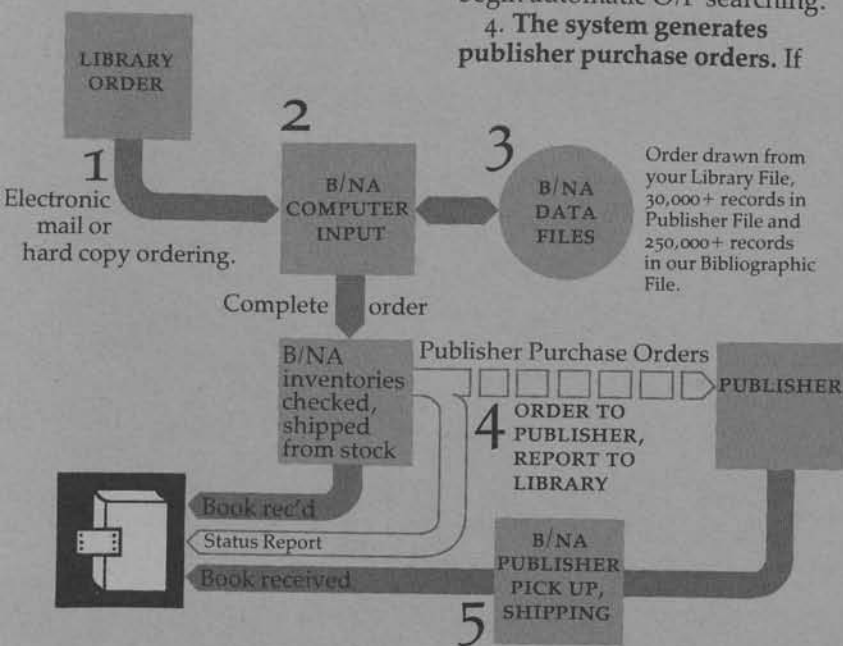 begin automatic O/P searching.
4. The system generates
publisher purchase orders. If
LIBRARY
ORDER
1
Electronic
mail or
hard copy ordering.
2
B/NA
COMPUTER
INPUT
3
B/NA
DATA
FILES
Order drawn from
your Library File,
30,000+ records in
Publisher File and
250,000+ records
in our Bibliographic
File.
Complete order
B/NA
inventories
checked,
shipped
from stock
Publisher Purchase Orders
PUBLISHER
4
ORDER TO
PUBLISHER,
REPORT TO
LIBRARY
Book rec'd
Status Report
Book received
B/NA
PUBLISHER
PICK UP,
SHIPPING
5